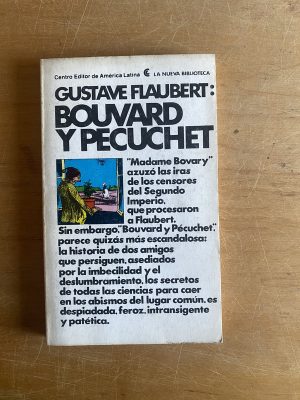 Centro Editor de América Latina LA NUEVA BIBLIOTECA
GUSTAVE FLAUBERT:
BOUVARD
Y PECUCHET
"Madame Bovary"
azuzó las iras
de los censores
del Segundo
Imperio,
que procesaron
a Flaubert.
Sin embargo, "Bouvard y Pécuchet"
parece quizás más escandalosa:
la historia de dos amigos
que persiguen, asediados
por la imbecilidad y el
deslumbramiento, los secretos
de todas las ciencias para caer
en los abismos del lugar común, es
despiadada, feroz, intransigente
y patética.